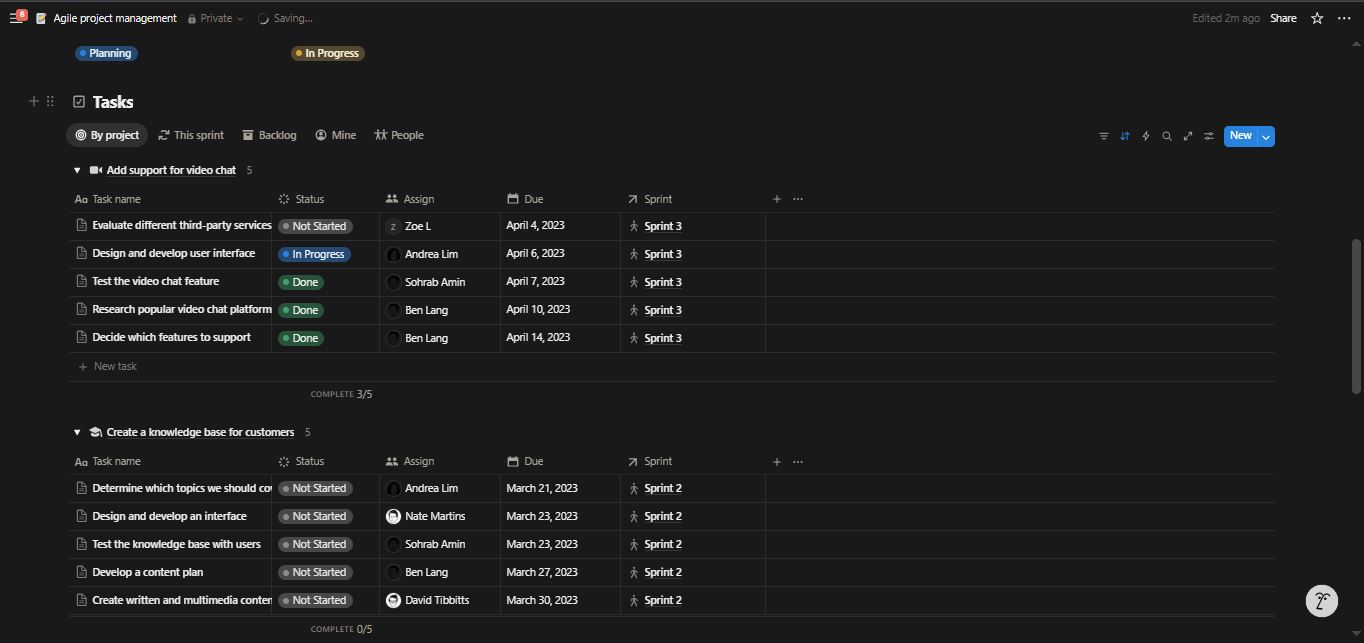 8 Agile project management Private Saving... Edited 2m ago Share
Planning In Progress
Tasks
By project This sprint Backlog Mine People New
Add support for video chat 5
Aa Task name Status Assign Due Sprint
Evaluate different third-party services Not Started Z Zoe L April 4, 2023 Sprint 3
Design and develop user interface In Progress Andrea Lim April 6, 2023 Sprint 3
Test the video chat feature Done Sohrab Amin April 7, 2023 Sprint 3
Research popular video chat platform Done Ben Lang April 10, 2023 Sprint 3
Decide which features to support Done Ben Lang April 14, 2023 Sprint 3
+ New task
COMPLETE 3/5
Create a knowledge base for customers 5
Aa Task name Status Assign Due Sprint
Determine which topics we should co Not Started Andrea Lim March 21, 2023 Sprint 2
Design and develop an interface Not Started Nate Martins March 23, 2023 Sprint 2
Test the knowledge base with users Not Started Sohrab Amin March 23, 2023 Sprint 2
Develop a content plan Not Started Ben Lang March 27, 2023 Sprint 2
Create written and multimedia conten Not Started David Tibbitts March 30, 2023 Sprint 2
COMPLETE 0/5